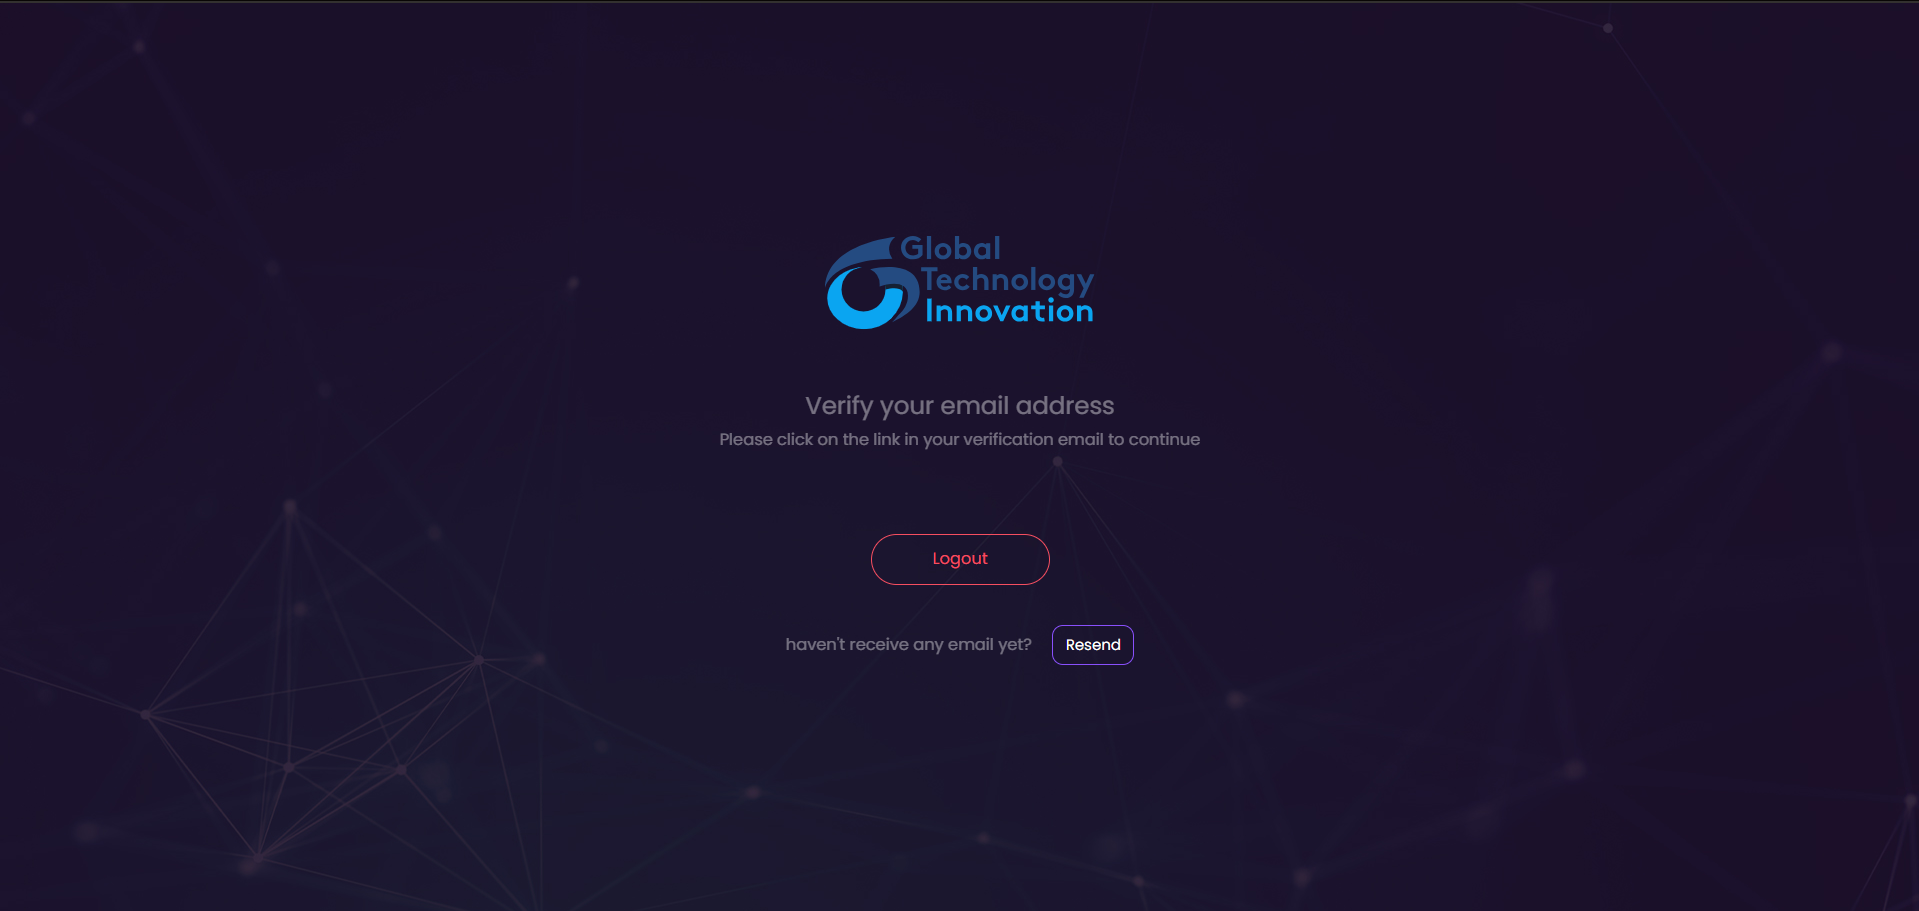 Global
Technology
Innovation
Verify your email address
Please click on the link in your verification email to continue
Logout
haven't receive any email yet?
Resend